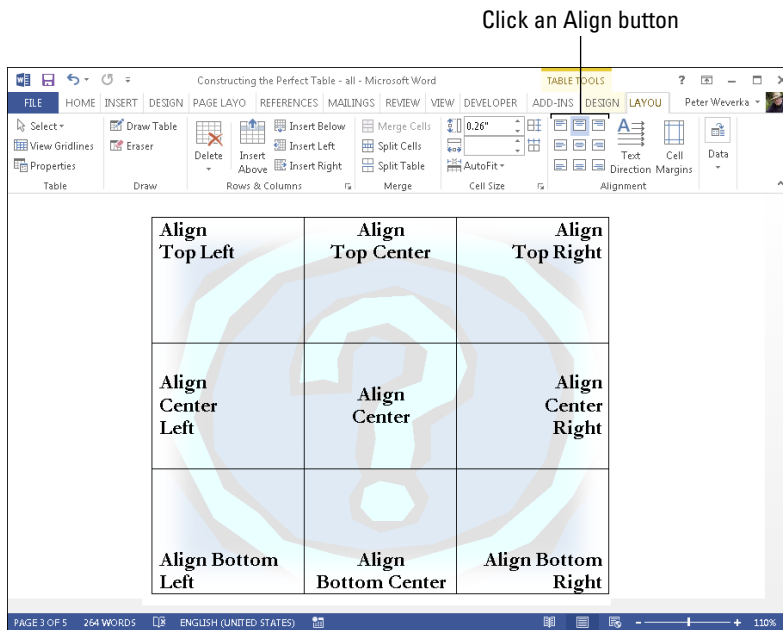 Click an Align button
Constructing the Perfect Table - all - Microsoft Word
TABLE TOOLS
?
FILE HOME INSERT DESIGN PAGE LAYO REFERENCES MAILINGS REVIEW VIEW DEVELOPER ADD-INS DESIGN LAYOU Peter Weverka
Select Draw Table Insert Below Merge Cells 0.26"
View Gridlines Eraser Delete Insert Above Insert Left Split Cells Text Direction Cell Margins Data
Properties Insert Right Split Table AutoFit
Table Draw Rows & Columns Merge Cell Size Alignment
Align Top Left
Align Top Center
Align Top Right
Align Center Left
Align Center
Align Center Right
Align Bottom Left
Align Bottom Center
Align Bottom Right
PAGE 3 OF 5 264 WORDS ENGLISH (UNITED STATES) 110%